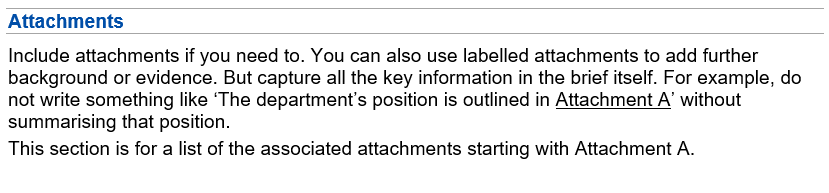 Attachments
Include attachments if you need to. You can also use labelled attachments to add further
background or evidence. But capture all the key information in the brief itself. For example, do
not write something like ‘The department’s position is outlined in Attachment A’ without
summarising that position.
This section is for a list of the associated attachments starting with Attachment A.